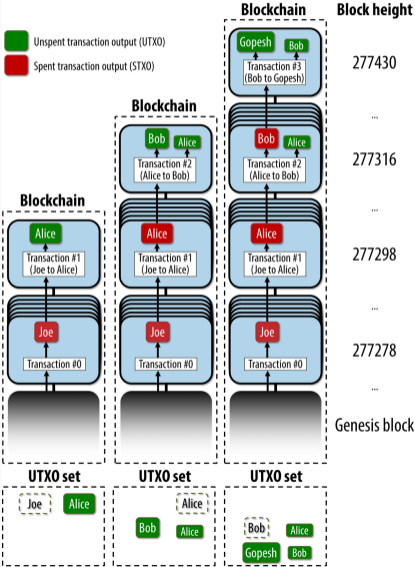 Blockchain
Block height
Unspent transaction output (UTXO)
Spent transaction output (STXO)
Gopesh
Bob
Transaction #3
(Bob to Gopesh)
277430
...
Blockchain
Bob
Alice
Transaction #2
(Alice to Bob)
Bob
Alice
Transaction #2
(Alice to Bob)
277316
...
Blockchain
Alice
Transaction #1
(Joe to Alice)
Alice
Transaction #1
(Joe to Alice)
Alice
Transaction #1
(Joe to Alice)
277298
...
Joe
Transaction #0
Joe
Transaction #0
Joe
Transaction #0
277278
...
Genesis block
UTXO set
UTXO set
UTXO set
Joe
Alice
Alice
Bob
Alice
Bob
Alice
Gopesh
Bob